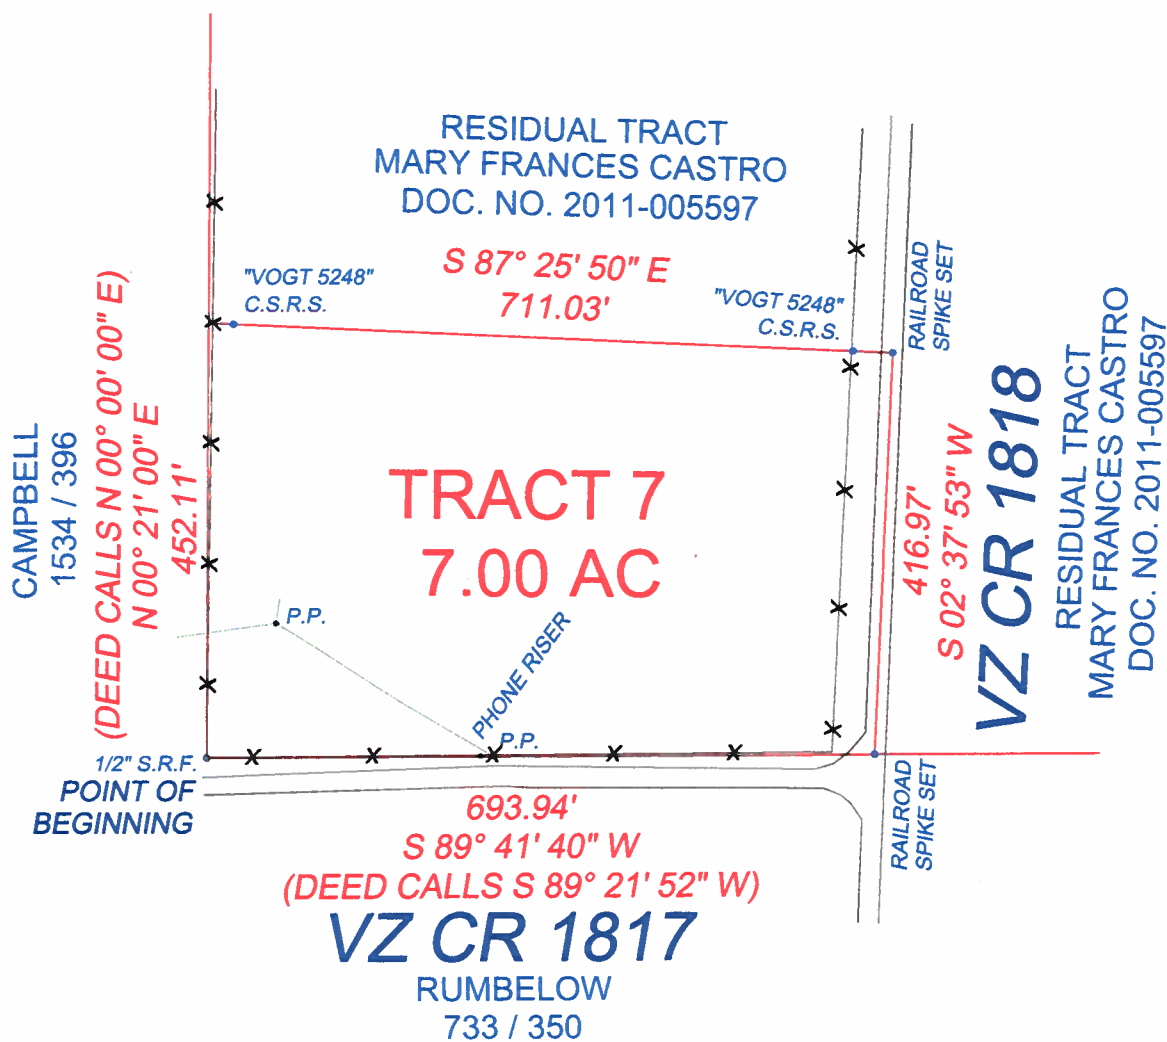 RESIDUAL TRACT
MARY FRANCES CASTRO
DOC. NO. 2011-005597
S 87° 25' 50" E
711.03'
"VOGT 5248"
C.S.R.S.
"VOGT 5248"
C.S.R.S.
RAILROAD
SPIKE SET
CAMPBELL
1534 / 396
(DEED CALLS N 00° 00' 00" E)
N 00° 21' 00" E
452.11'
TRACT 7
7.00 AC
416.97'
S 02° 37' 53" W
VZ CR 1818
RESIDUAL TRACT
MARY FRANCES CASTRO
DOC. NO. 2011-005597
P.P.
PHONE RISER
P.P.
1/2" S.R.F.
POINT OF
BEGINNING
RAILROAD
SPIKE SET
693.94'
S 89° 41' 40" W
(DEED CALLS S 89° 21' 52" W)
VZ CR 1817
RUMBELOW
733 / 350